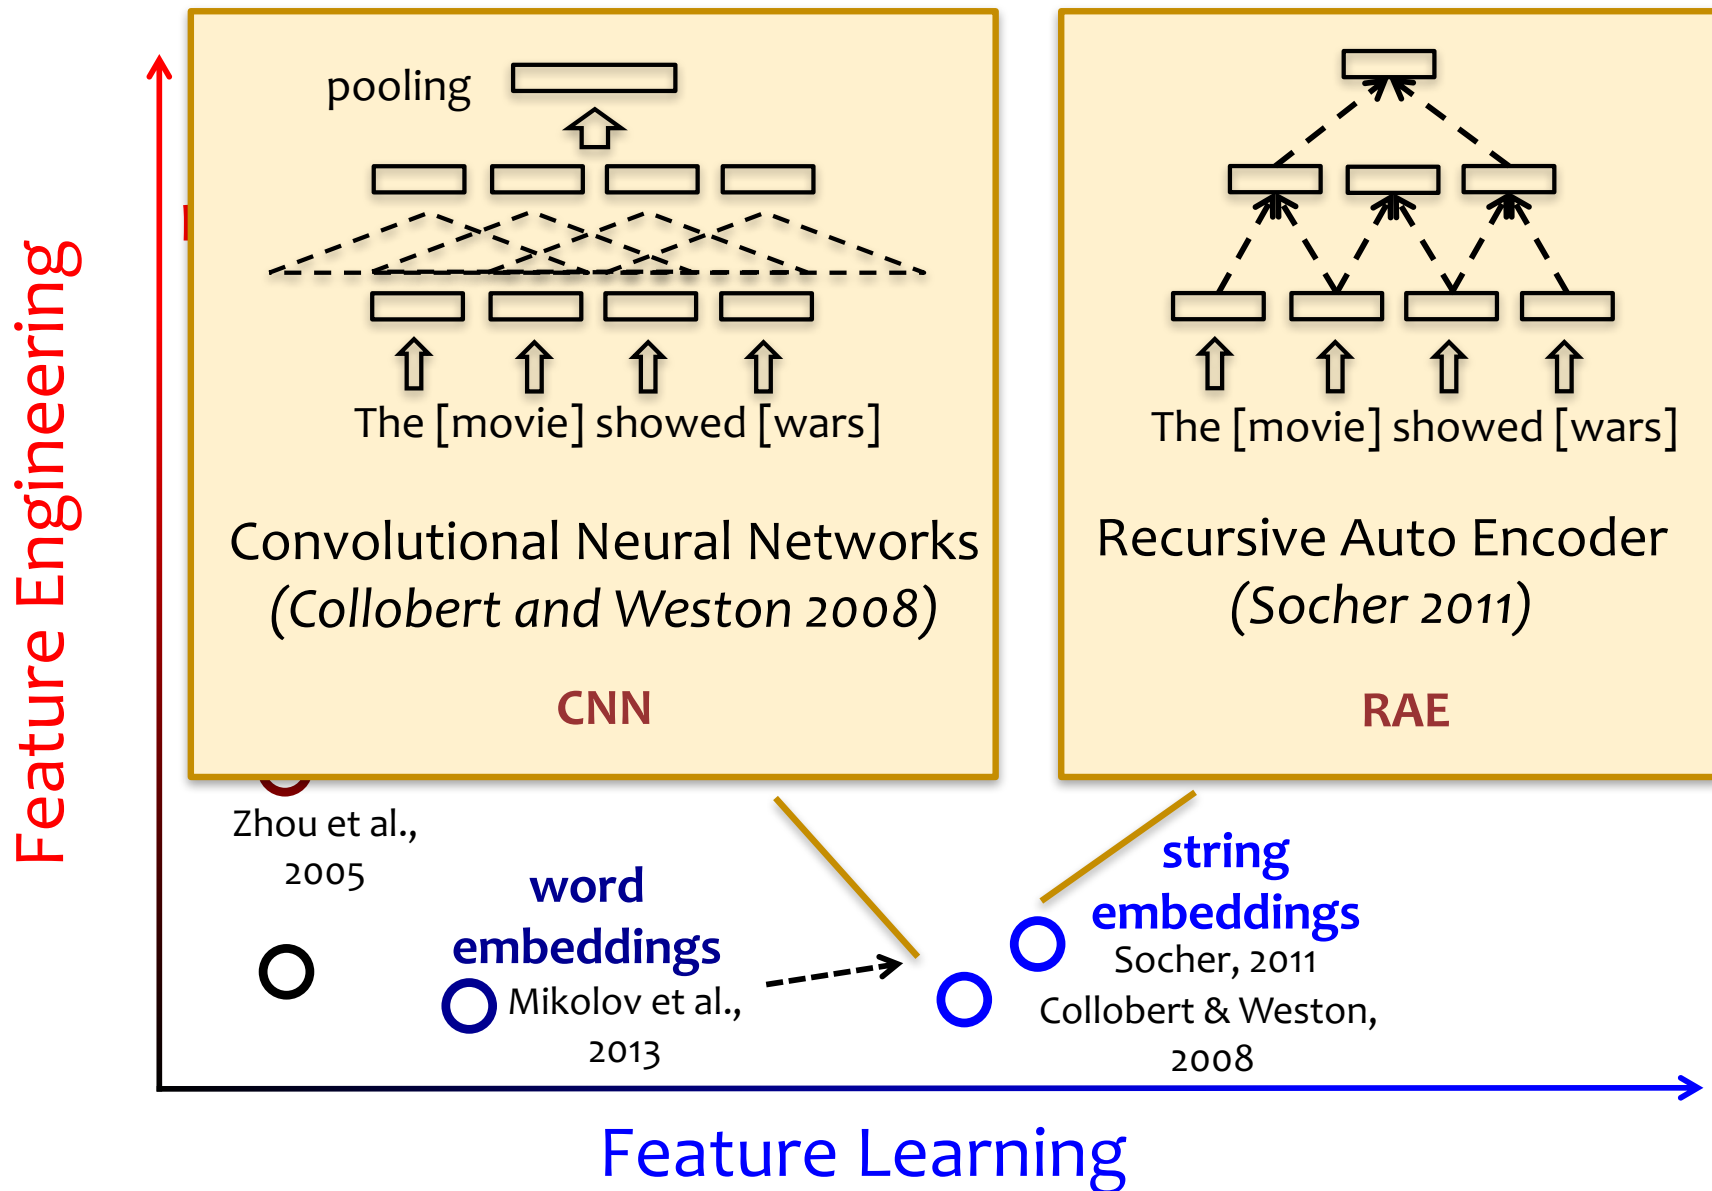 Feature Engineering
pooling
The [movie] showed [wars]
Convolutional Neural Networks
(Collobert and Weston 2008)
CNN
The [movie] showed [wars]
Recursive Auto Encoder
(Socher 2011)
RAE
Zhou et al.,
2005
word
embeddings
Mikolov et al.,
2013
string
embeddings
Socher, 2011
Collobert & Weston,
2008
Feature Learning